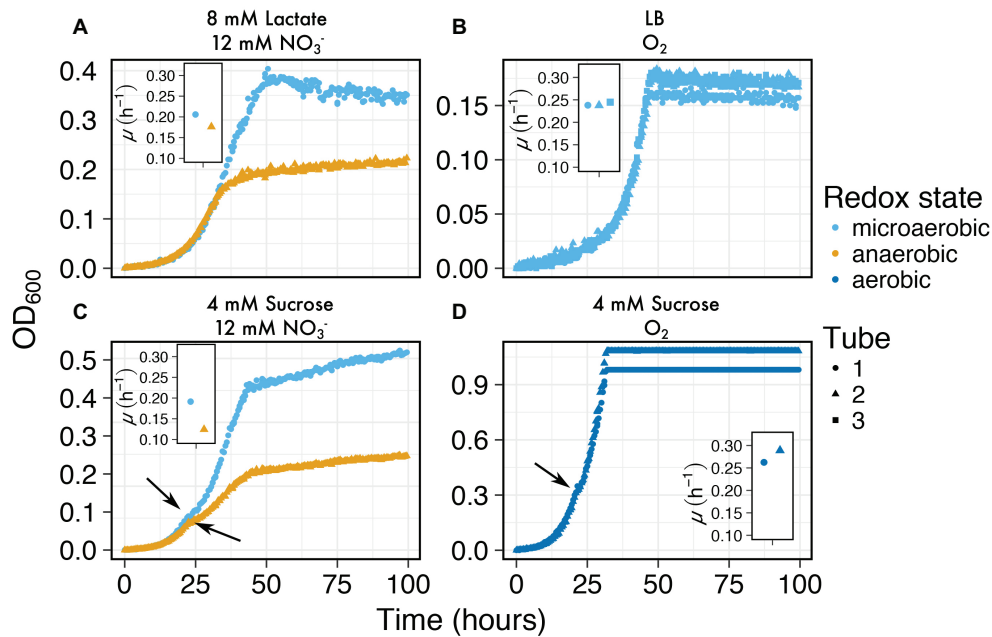 A
8 mM Lactate
12 mM NO3-
B
LB
O2
0.4
0.3
0.2
0.1
0.0
0.30
0.25
0.20
0.15
0.10
μ (h−1)
0.15
0.10
0.05
0.00
0.30
0.25
0.20
0.15
0.10
μ (h−1)
OD600
C
4 mM Sucrose
12 mM NO3-
D
4 mM Sucrose
O2
0.5
0.4
0.3
0.2
0.1
0.0
0.30
0.25
0.20
0.15
0.10
μ (h−1)
0.9
0.6
0.3
0.0
0.30
0.25
0.20
0.15
0.10
μ (h−1)
0 25 50 75 100
0 25 50 75 100
Time (hours)
Redox state
microaerobic
anaerobic
aerobic
Tube
1
2
3